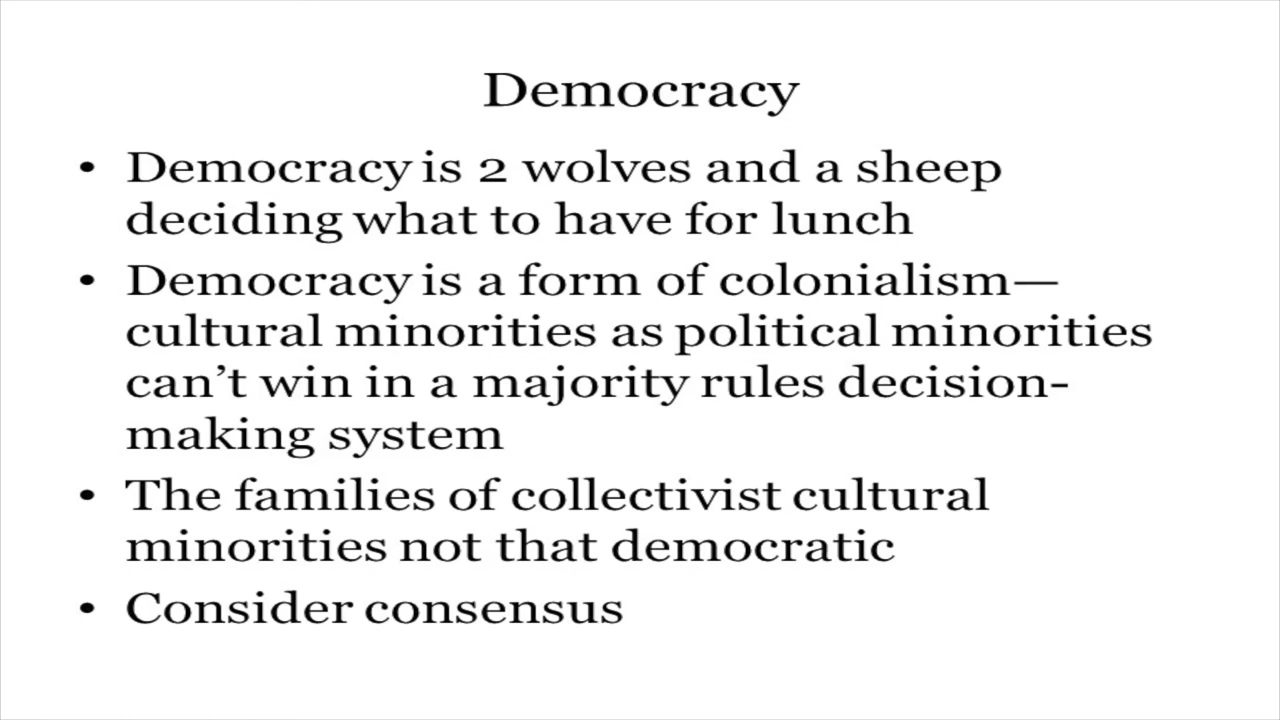 Democracy
• Democracy is 2 wolves and a sheep
deciding what to have for lunch
• Democracy is a form of colonialism—
cultural minorities as political minorities
can’t win in a majority rules decision-
making system
• The families of collectivist cultural
minorities not that democratic
• Consider consensus